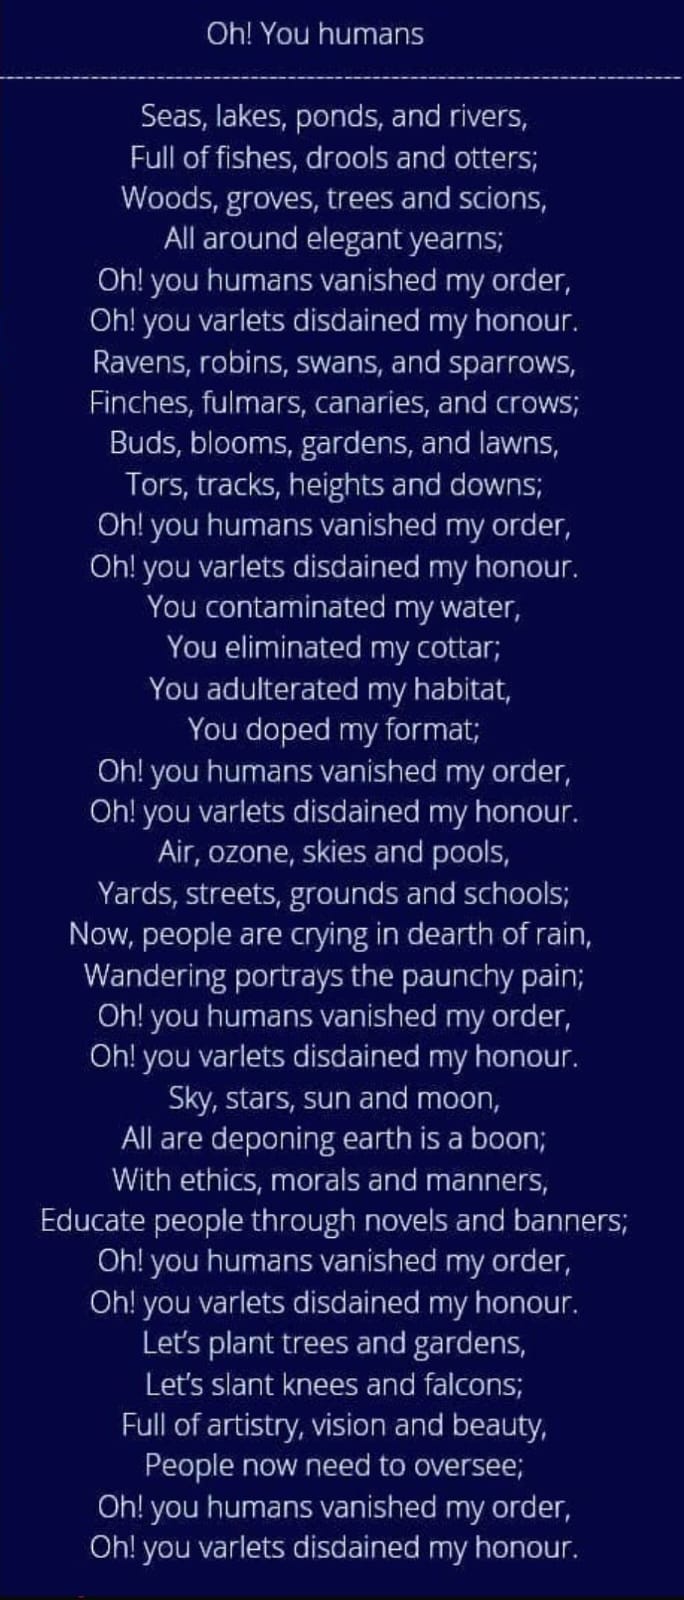 Oh! You humans
Seas, lakes, ponds, and rivers,
Full of fishes, drools and otters;
Woods, groves, trees and scions,
All around elegant yearns;
Oh! you humans vanished my order,
Oh! you varlets disdained my honour.
Ravens, robins, swans, and sparrows,
Finches, fulmars, canaries, and crows;
Buds, blooms, gardens, and lawns,
Tors, tracks, heights and downs;
Oh! you humans vanished my order,
Oh! you varlets disdained my honour.
You contaminated my water,
You eliminated my cottar;
You adulterated my habitat,
You doped my format;
Oh! you humans vanished my order,
Oh! you varlets disdained my honour.
Air, ozone, skies and pools,
Yards, streets, grounds and schools;
Now, people are crying in dearth of rain,
Wandering portrays the paunchy pain;
Oh! you humans vanished my order,
Oh! you varlets disdained my honour.
Sky, stars, sun and moon,
All are deponing earth is a boon;
With ethics, morals and manners,
Educate people through novels and banners;
Oh! you humans vanished my order,
Oh! you varlets disdained my honour.
Let's plant trees and gardens,
Let's slant knees and falcons;
Full of artistry, vision and beauty,
People now need to oversee;
Oh! you humans vanished my order,
Oh! you varlets disdained my honour.